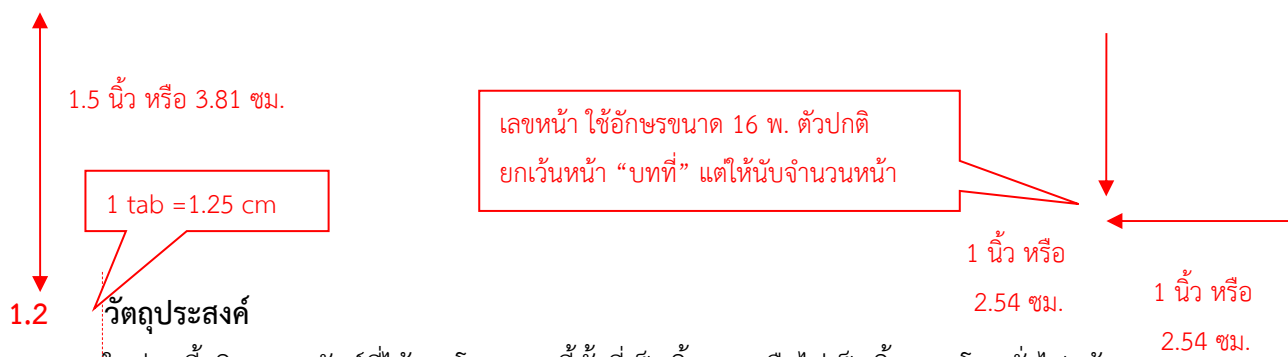 1.5 นิ้ว หรือ 3.81 ซม.
เลขหน้า ใช้อักษรขนาด 16 พ. ตัวปกติ
ยกเว้นหน้า “บทที่” แต่ให้นับจำนวนหน้า
1 tab =1.25 cm
1 นิ้ว หรือ
2.54 ซม.
1 นิ้ว หรือ
2.54 ซม.
1.2 วัตถุประสงค์